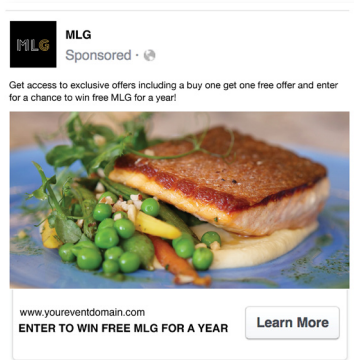 MLG
MLG
Sponsored ·
Get access to exclusive offers including a buy one get one free offer and enter
for a chance to win free MLG for a year!
www.youreventdomain.com
ENTER TO WIN FREE MLG FOR A YEAR
Learn More